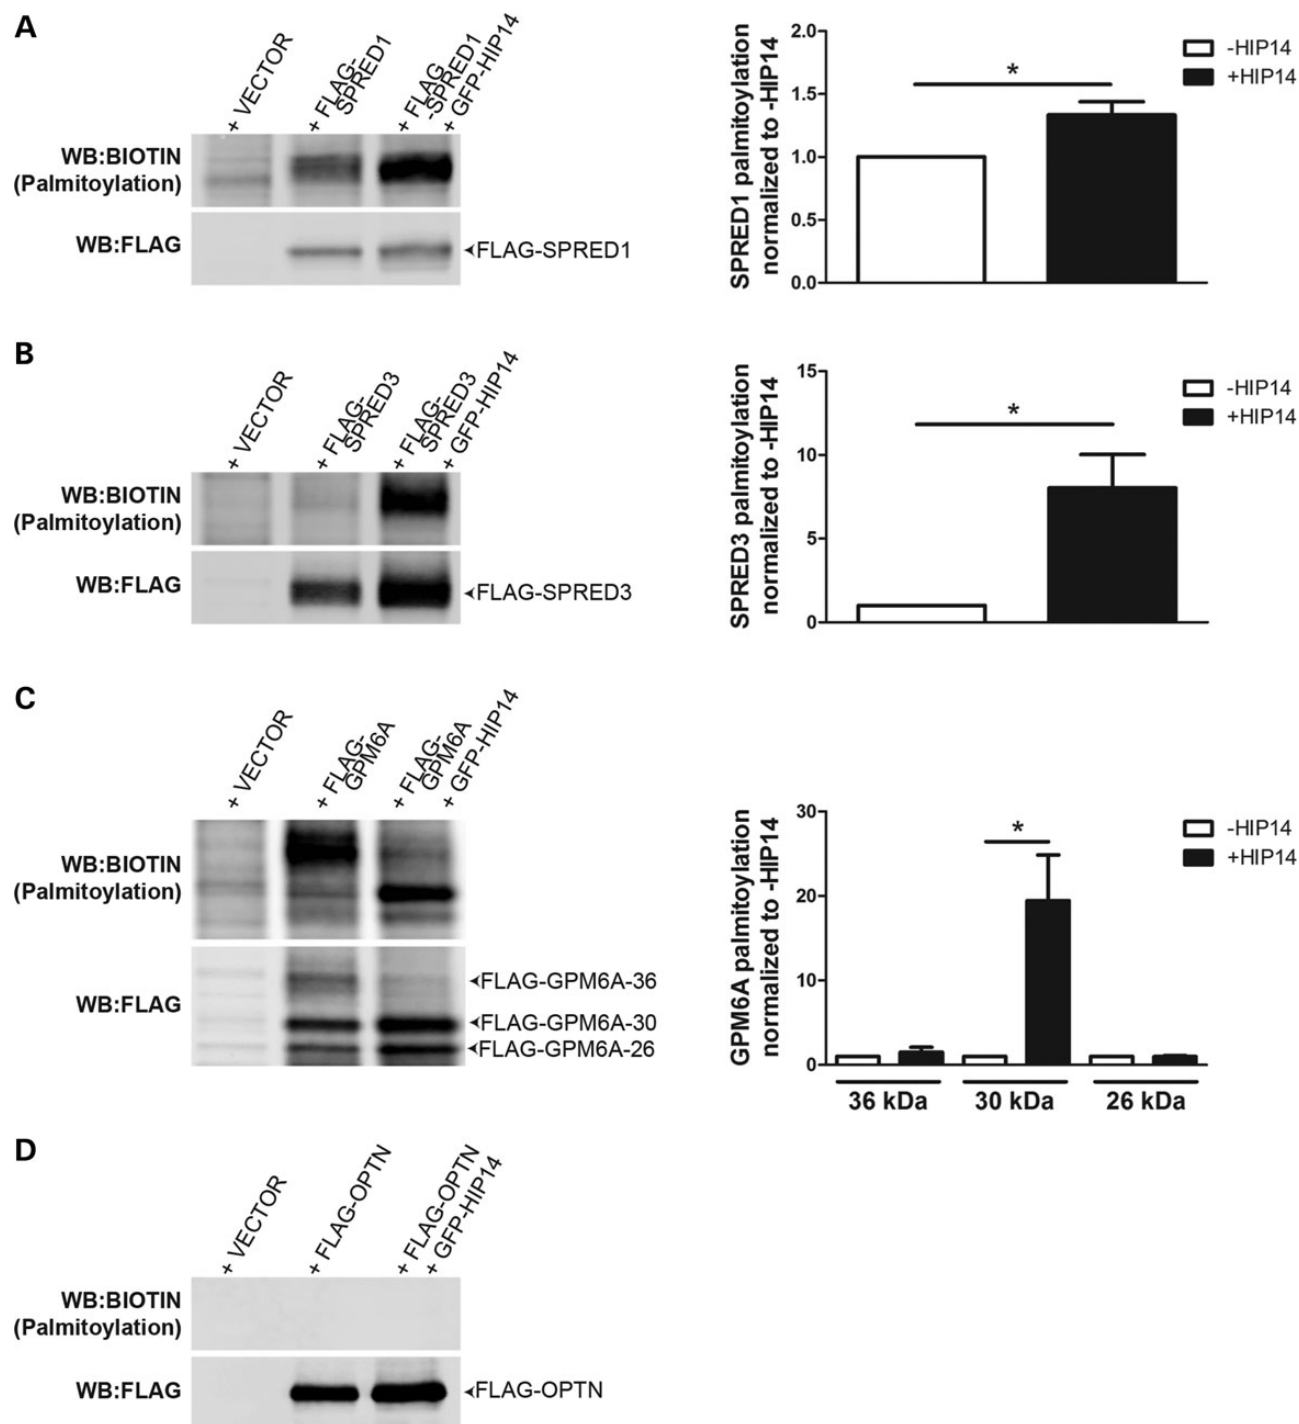 A
+ VECTOR
+ FLAG-
SPRED1
+ FLAG
-SPRED1
+ GFP-HIP14
WB:BIOTIN
(Palmitoylation)
WB:FLAG
FLAG-SPRED1
SPRED1 palmitoylation
normalized to -HIP14
2.0
1.5
1.0
0.5
0.0
*
-HIP14
+HIP14
B
+ VECTOR
+ FLAG-
SPRED3
+ FLAG-
SPRED3
+ GFP-HIP14
WB:BIOTIN
(Palmitoylation)
WB:FLAG
FLAG-SPRED3
SPRED3 palmitoylation
normalized to -HIP14
15
10
5
0
*
-HIP14
+HIP14
C
+ VECTOR
+ FLAG-
GPM6A
+ FLAG-
GPM6A
+ GFP-HIP14
WB:BIOTIN
(Palmitoylation)
WB:FLAG
FLAG-GPM6A-36
FLAG-GPM6A-30
FLAG-GPM6A-26
GPM6A palmitoylation
normalized to -HIP14
30
20
10
0
*
-HIP14
+HIP14
36 kDa
30 kDa
26 kDa
D
+ VECTOR
+ FLAG-OPTN
+ FLAG-OPTN
+ GFP-HIP14
WB:BIOTIN
(Palmitoylation)
WB:FLAG
FLAG-OPTN